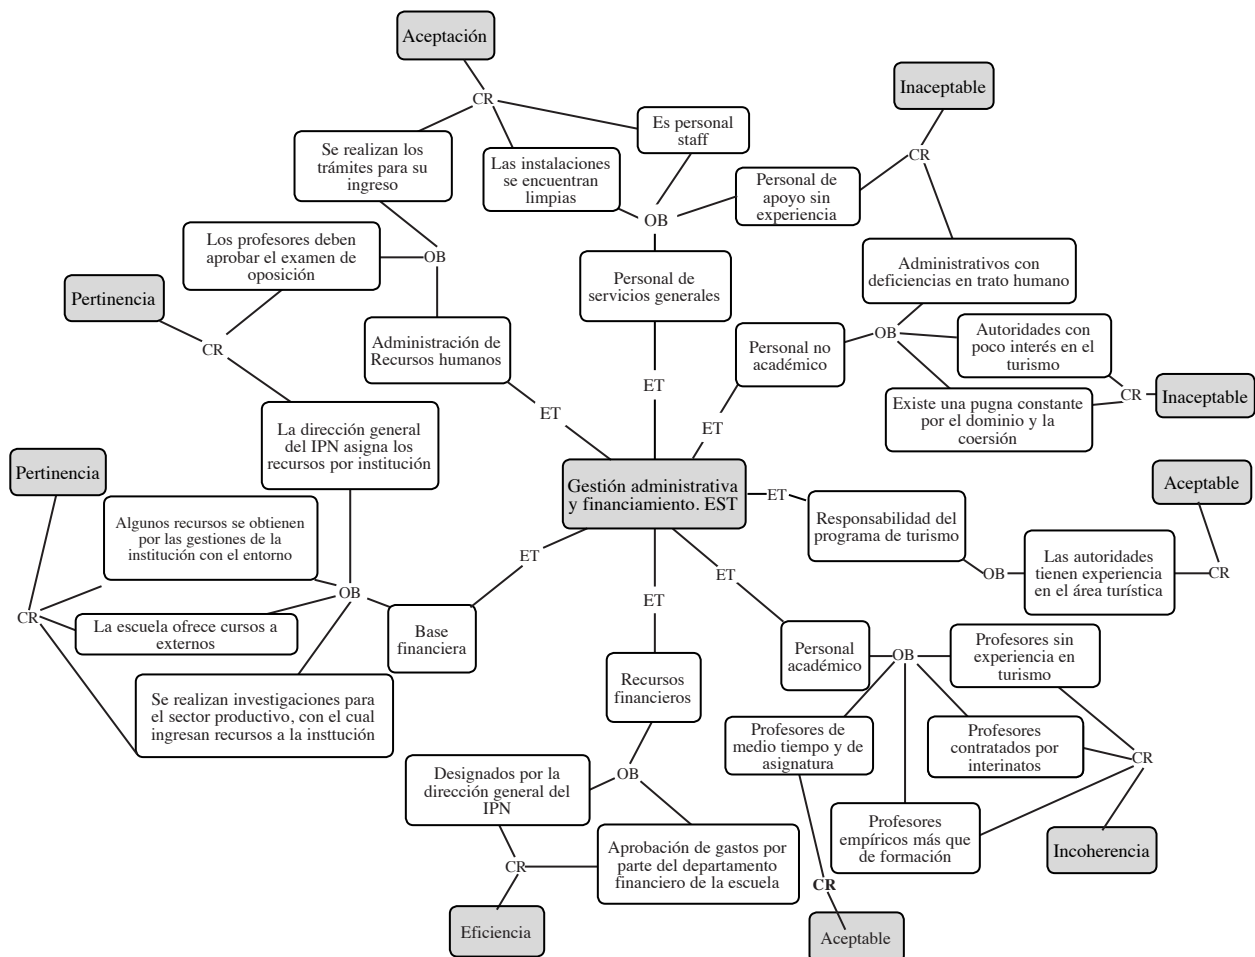 Aceptación
Inaceptable
CR
Es personal
staff
Se realizan los
trámites para su
ingreso
Las instalaciones
se encuentran
limpias
CR
Personal de
apoyo sin
experiencia
OB
Los profesores deben
aprobar el examen de
oposición
OB
Administrativos con
deficiencias en trato humano
Personal de
servicios generales
Pertinencia
CR
Administración de
Recursos humanos
Personal no
académico
OB
Autoridades con
poco interés en el
turismo
ET
CR
Inaceptable
Existe una pugna constante
por el dominio y la
coersión
ET
ET
La dirección general
del IPN asigna los
recursos por institución
Pertinencia
Gestión administrativa
y financiamiento. EST
ET
Aceptable
Algunos recursos se obtienen
por las gestiones de la
institución con el entorno
Responsabilidad del
programa de turismo
ET
ET
OB
Las autoridades
tienen experiencia
en el área turística
CR
OB
ET
CR
La escuela ofrece cursos a
externos
Base
financiera
Personal
académico
OB
Profesores sin
experiencia en
turismo
Recursos
financieros
Se realizan investigaciones para
el sector productivo, con el cual
ingresan recursos a la insttución
Profesores de
medio tiempo y de
asignatura
Profesores
contratados por
interinatos
CR
Designados por la
dirección general del
IPN
OB
Profesores
empíricos más que
de formación
Incoherencia
Aprobación de gastos por
parte del departamento
financiero de la escuela
CR
CR
Eficiencia
Aceptable